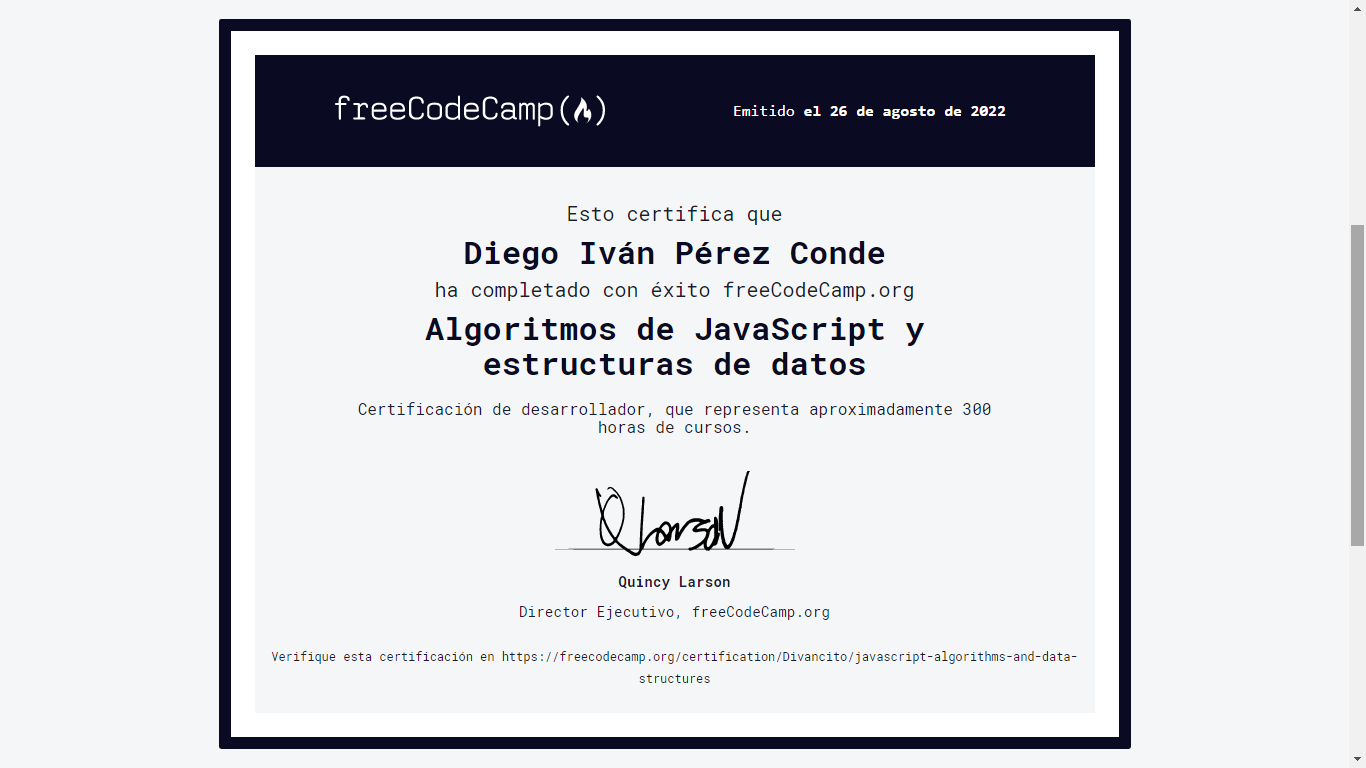 freeCodeCamp(🔥)
Emitido el 26 de agosto de 2022
Esto certifica que
Diego Iván Pérez Conde
ha completado con éxito freeCodeCamp.org
Algoritmos de JavaScript y
estructuras de datos
Certificación de desarrollador, que representa aproximadamente 300
horas de cursos.
Q Larson
Quincy Larson
Director Ejecutivo, freeCodeCamp.org
Verifique esta certificación en https://freecodecamp.org/certification/Divancito/javascript-algorithms-and-data-
structures